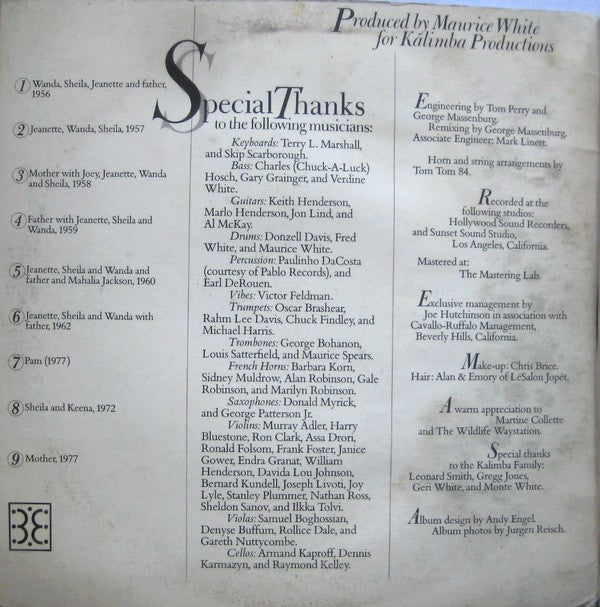 Produced by Maurice White
for Kalimba Productions
1 Wanda, Sheila, Jeanette and father,
1956
2 Jeanette, Wanda, Sheila, 1957
3 Mother with Joey, Jeanette, Wanda
and Sheila, 1958
4 Father with Jeanette, Sheila and
Wanda, 1959
5 Jeanette, Sheila and Wanda and
father and Mahalia Jackson, 1960
6 Jeanette, Sheila and Wanda with
father, 1962
7 Pam (1977)
8 Sheila and Keena, 1972
9 Mother, 1977
Special Thanks
to the following musicians:
Keyboards: Terry L. Marshall,
and Skip Scarborough.
Bass: Charles (Chuck-A-Luck)
Hosch, Gary Grainger, and Verdine
White.
Guitars: Keith Henderson,
Marlo Henderson, Jon Lind, and
Al McKay.
Drums: Donzell Davis, Fred
White, and Maurice White.
Percussion: Paulinho DaCosta
(courtesy of Pablo Records), and
Earl DeRouen.
Vibes: Victor Feldman.
Trumpets: Oscar Brashear,
Rahm Lee Davis, Chuck Findley, and
Michael Harris.
Trombones: George Bohanon,
Louis Satterfield, and Maurice Spears.
French Horns: Barbara Korn,
Sidney Muldrow, Alan Robinson, Gale
Robinson, and Marilyn Robinson.
Saxophones: Donald Myrick,
and George Patterson Jr.
Violins: Murray Adler, Harry
Bluestone, Ron Clark, Assa Drori,
Ronald Folsom, Frank Foster, Janice
Gower, Endra Granat, William
Henderson, Davida Lou Johnson,
Bernard Kundell, Joseph Livoti, Joy
Lyle, Stanley Plummer, Nathan Ross,
Sheldon Sanov, and Ilkka Tolvi.
Violas: Samuel Boghossian,
Denyse Buffum, Rollice Dale, and
Gareth Nuttycombe.
Cellos: Armand Kaproff, Dennis
Karmazyn, and Raymond Kelley.
Engineering by Tom Perry and
George Massenburg.
Remixing by George Massenburg.
Associate Engineer: Mark Linett.
Horn and string arrangements by
Tom Tom 84.
Recorded at the
following studios:
Hollywood Sound Recorders,
and Sunset Sound Studio,
Los Angeles, California.
Mastered at:
The Mastering Lab.
Exclusive management by
Joe Hutchinson in association with
Cavallo-Ruffalo Management,
Beverly Hills, California.
Make-up: Chris Brice.
Hair: Alan & Emory of LéSalon Jopét.
A warm appreciation to
Martine Collette
and The Wildlife Waystation.
Special thanks
to the Kalimba Family:
Leonard Smith, Gregg Jones,
Geri White, and Monte White.
Album design by Andy Engel.
Album photos by Jurgen Reisch.